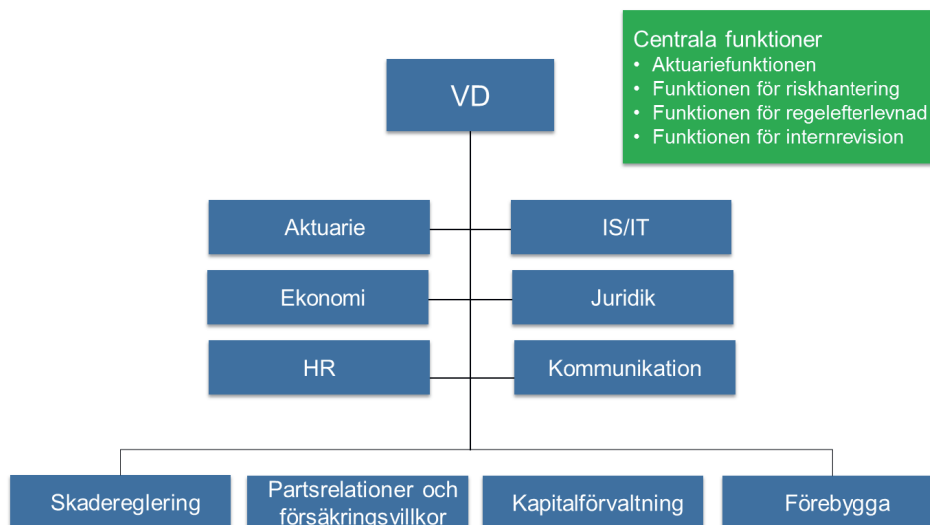 Centrala funktioner
• Aktuariefunktionen
• Funktionen för riskhantering
• Funktionen för regelefterlevnad
• Funktionen för internrevision
VD
Aktuarie
IS/IT
Ekonomi
Juridik
HR
Kommunikation
Skadereglering
Partsrelationer och
försäkringsvillkor
Kapitalförvaltning
Förebygga